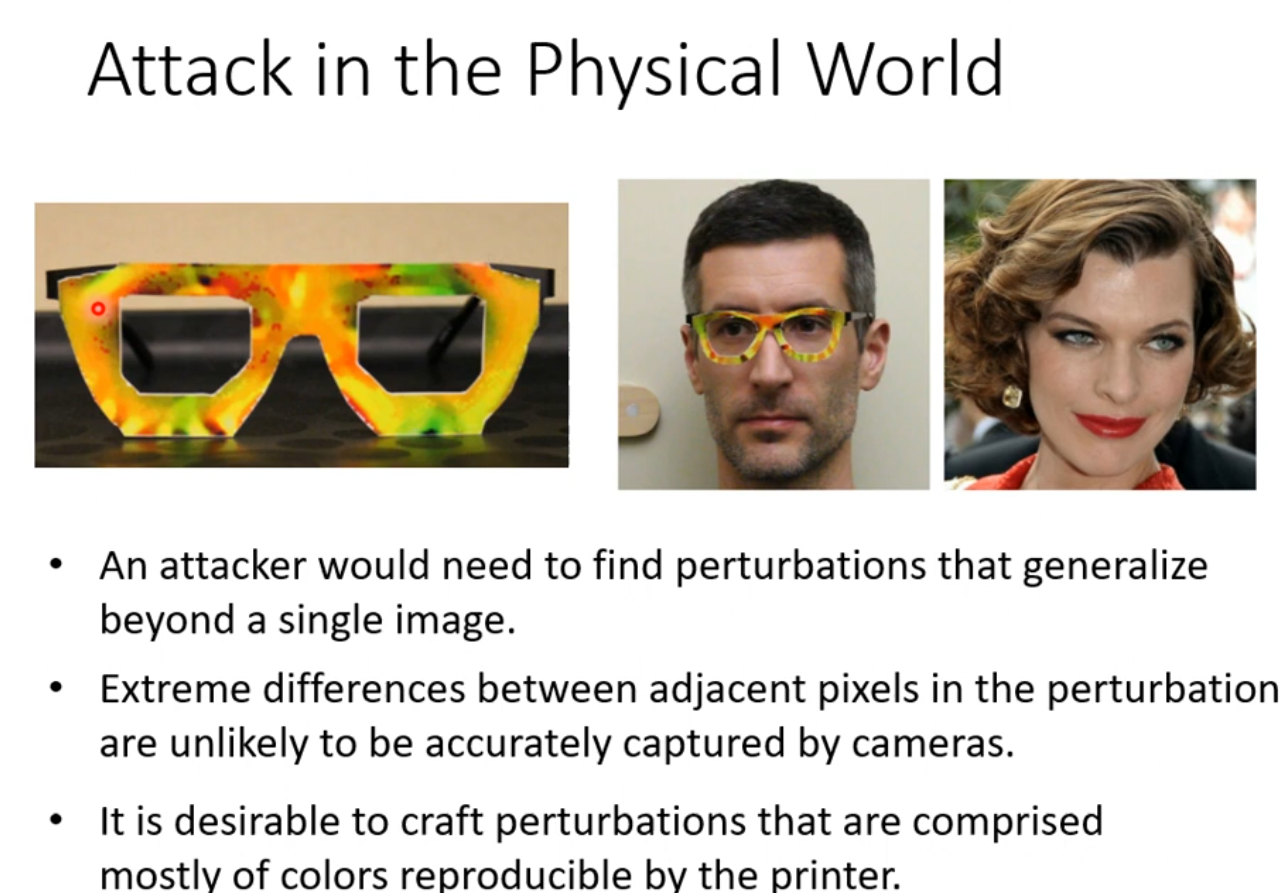 Attack in the Physical World
• An attacker would need to find perturbations that generalize
beyond a single image.
• Extreme differences between adjacent pixels in the perturbation
are unlikely to be accurately captured by cameras.
• It is desirable to craft perturbations that are comprised
mostly of colors reproducible by the printer.